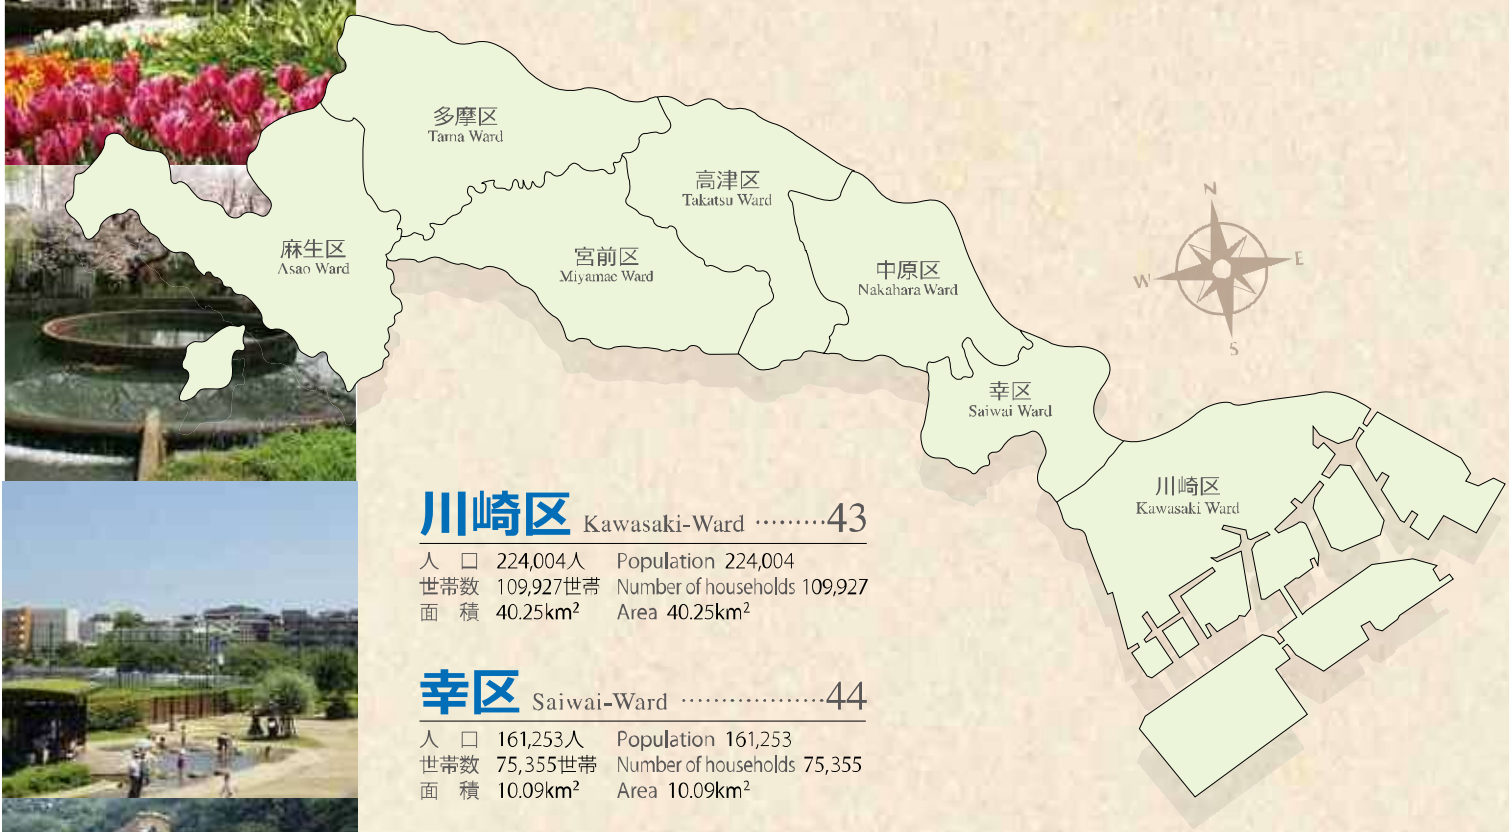 多摩区
Tama Ward
高津区
Takatsu Ward
麻生区
Asao Ward
宮前区
Miyamae Ward
中原区
Nakahara Ward
幸区
Saiwai Ward
川崎区
Kawasaki Ward
N
E
W
S
川崎区 Kawasaki-Ward ·········43
人 口 224,004人 Population 224,004
世帯数 109,927世帯 Number of households 109,927
面 積 40.25km² Area 40.25km²
幸区 Saiwai-Ward ··················44
人 口 161,253人 Population 161,253
世帯数 75,355世帯 Number of households 75,355
面 積 10.09km² Area 10.09km²